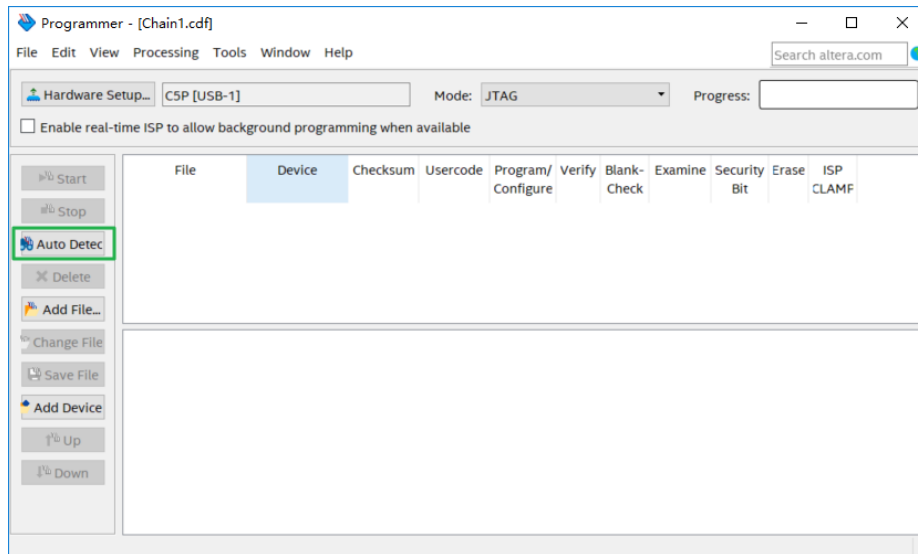 Programmer - [Chain1.cdf]
File Edit View Processing Tools Window Help
Search altera.com
Hardware Setup... C5P [USB-1] Mode: JTAG Progress:
Enable real-time ISP to allow background programming when available
File Device Checksum Usercode Program/ Verify Blank- Examine Security Erase ISP
Configure Check Bit CLAMP
Start
Stop
Auto Detec
Delete
Add File...
Change File
Save File
Add Device
Up
Down